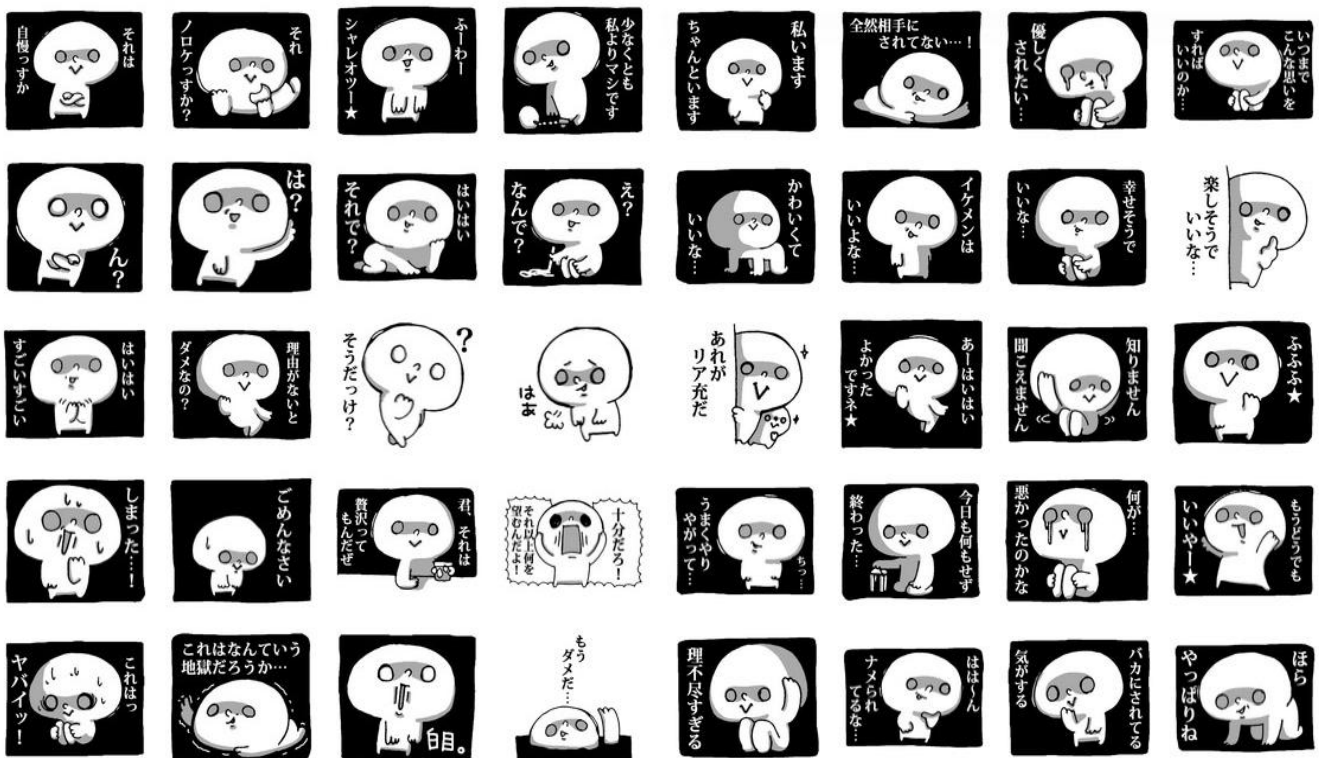 それは
自慢っすか
それ
ノロケっすか?
ふーわー
シャレオツー★
少なくとも
私よりマシです
私います
ちゃんといます
全然相手に
されてない…!
優しく
されたい…
いつまで
こんな思いを
すれば
いいのか…
ん?
は?
はいはい
それで?
え?
なんで?
かわいくて
いいな…
イケメンは
いいよな…
幸せそうで
いいな…
楽しそうで
いいな…
はいはい
すごいすごい
理由がないと
ダメなの?
?
そうだっけ?
はあ
あれが
リア充だ
あーはいはい
よかった
ですネ★
知りません
聞こえません
ふふふ★
しまった…!
ごめんなさい
君、それは
贅沢って
もんだぜ
十分だろ!
それ以上何を
望むんだよ!
うまくやり
やがって…
ちっ…
今日も何もせず
終わった…
何が…
悪かったのかな
もうどうでも
いいやー★
これはっ
ヤバイッ!
これはなんていう
地獄だろうか…
白目。
もう
ダメだ…
理不尽すぎる
はは~ん
ナメられ
てるな…
バカにされてる
気がする
ほら
やっぱりね